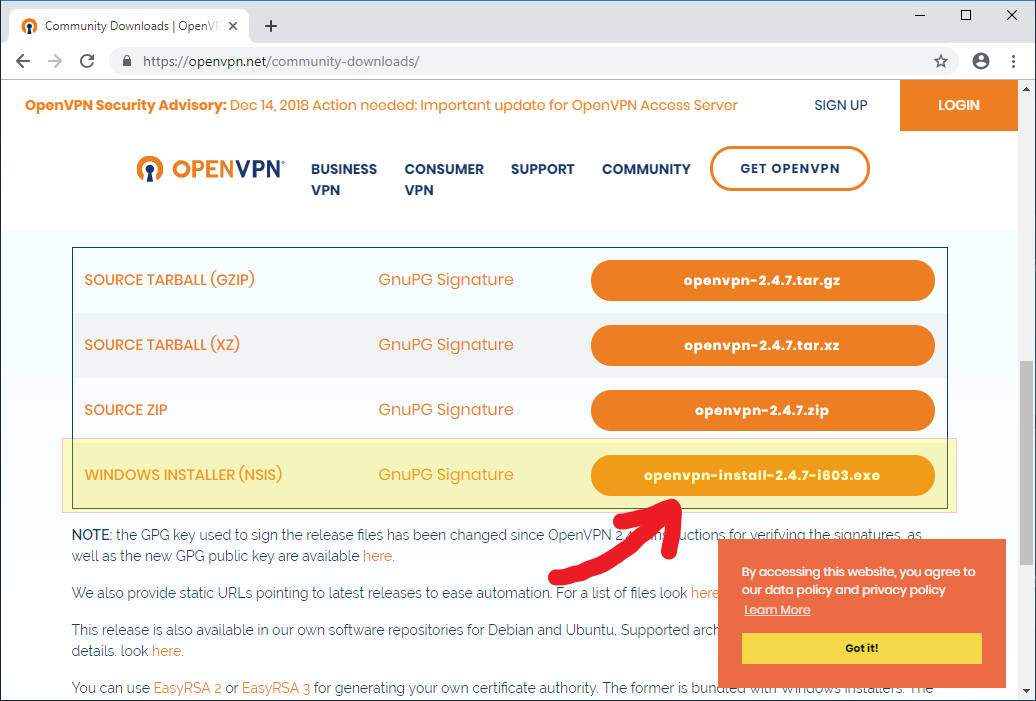 Community Downloads | OpenVP
https://openvpn.net/community-downloads/
OpenVPN Security Advisory: Dec 14, 2018 Action needed: Important update for OpenVPN Access Server
SIGN UP
LOGIN
OPENVPN
BUSINESS VPN
CONSUMER VPN
SUPPORT
COMMUNITY
GET OPENVPN
SOURCE TARBALL (GZIP) GnuPG Signature openvpn-2.4.7.tar.gz
SOURCE TARBALL (XZ) GnuPG Signature openvpn-2.4.7.tar.xz
SOURCE ZIP GnuPG Signature openvpn-2.4.7.zip
WINDOWS INSTALLER (NSIS) GnuPG Signature openvpn-install-2.4.7-i603.exe
NOTE: the GPG key used to sign the release files has been changed since OpenVPN 2.4. for verifying the signatures, as
well as the new GPG public key are available here.
We also provide static URLs pointing to latest releases to ease automation. For a list of files look here
This release is also available in our own software repositories for Debian and Ubuntu, Supported arch
details. look here.
You can use EasyRSA 2 or EasyRSA 3 for generating your own certificate authority. The former is bundled with Windows installers. The
By accessing this website, you agree to
our data policy and privacy policy
Learn More
Got it!